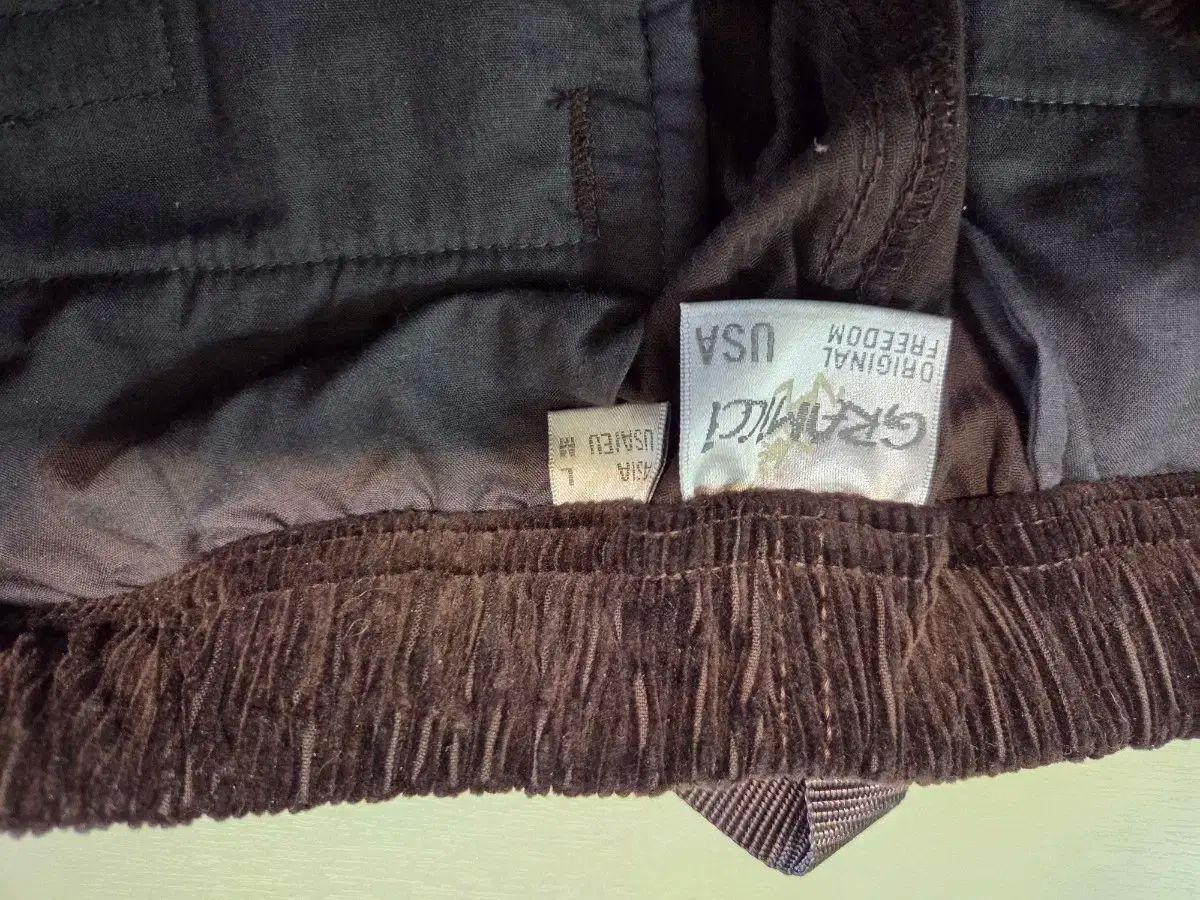 GRAMiCCi
ORIGINAL
FREEDOM
USA
ASIA L
USA/EU M